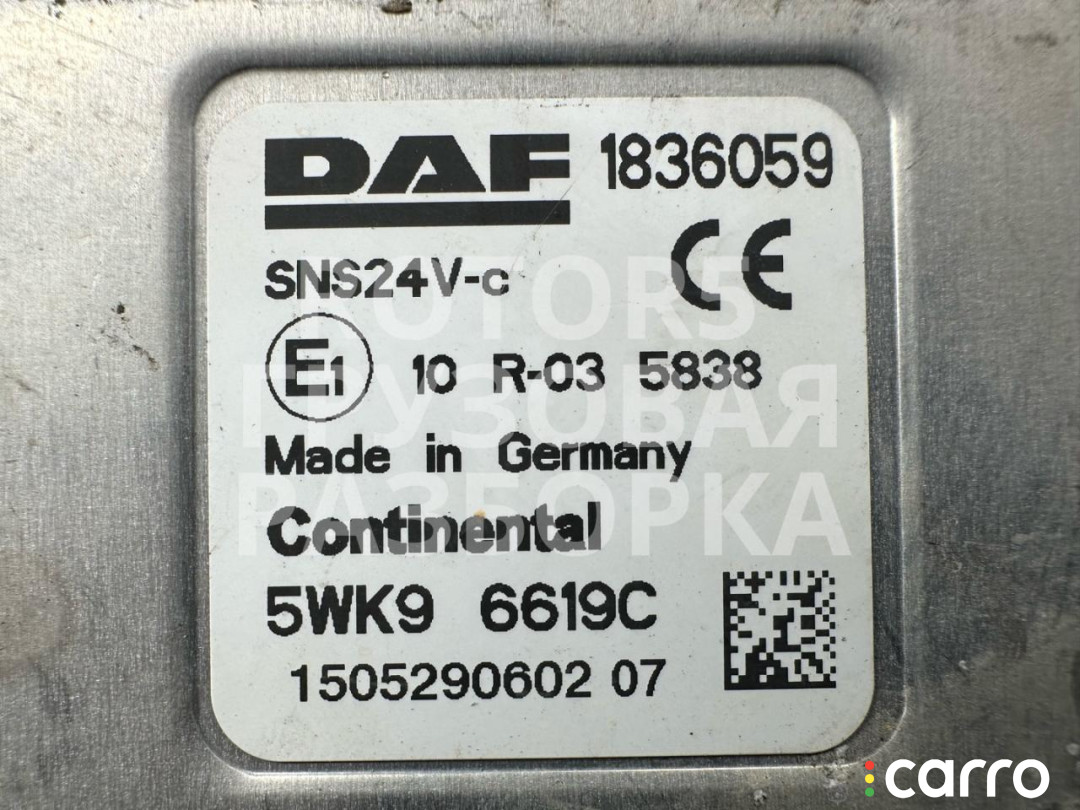 DAF 1836059
CE
SNS24V-c
MOTOR5
E1 10 R-03 5838
ГРУЗОВАЯ
Made in Germany
РАЗБОРКА
Continental
5WK9 6619C
1505290602 07
carro